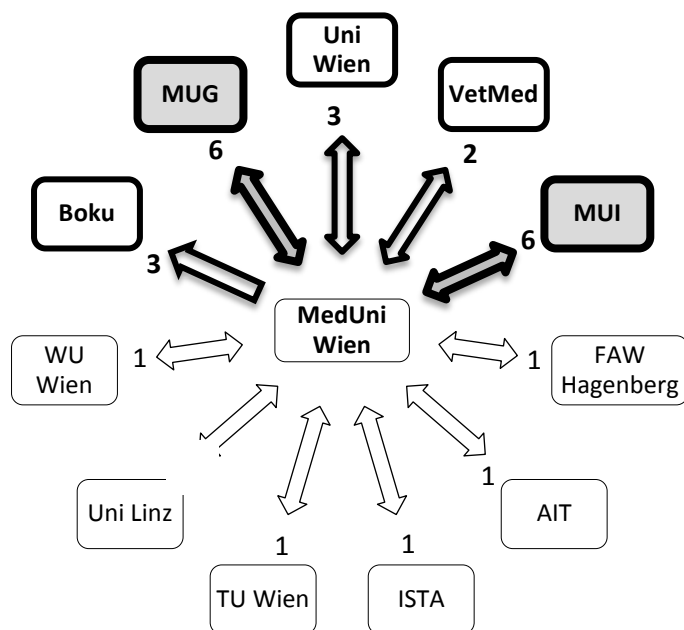 Uni
Wien
MUG
VetMed
3
6
2
Boku
MUI
6
3
MedUni
Wien
WU
Wien
1
1
FAW
Hagenberg
1
Uni Linz
AIT
1
1
TU Wien
ISTA